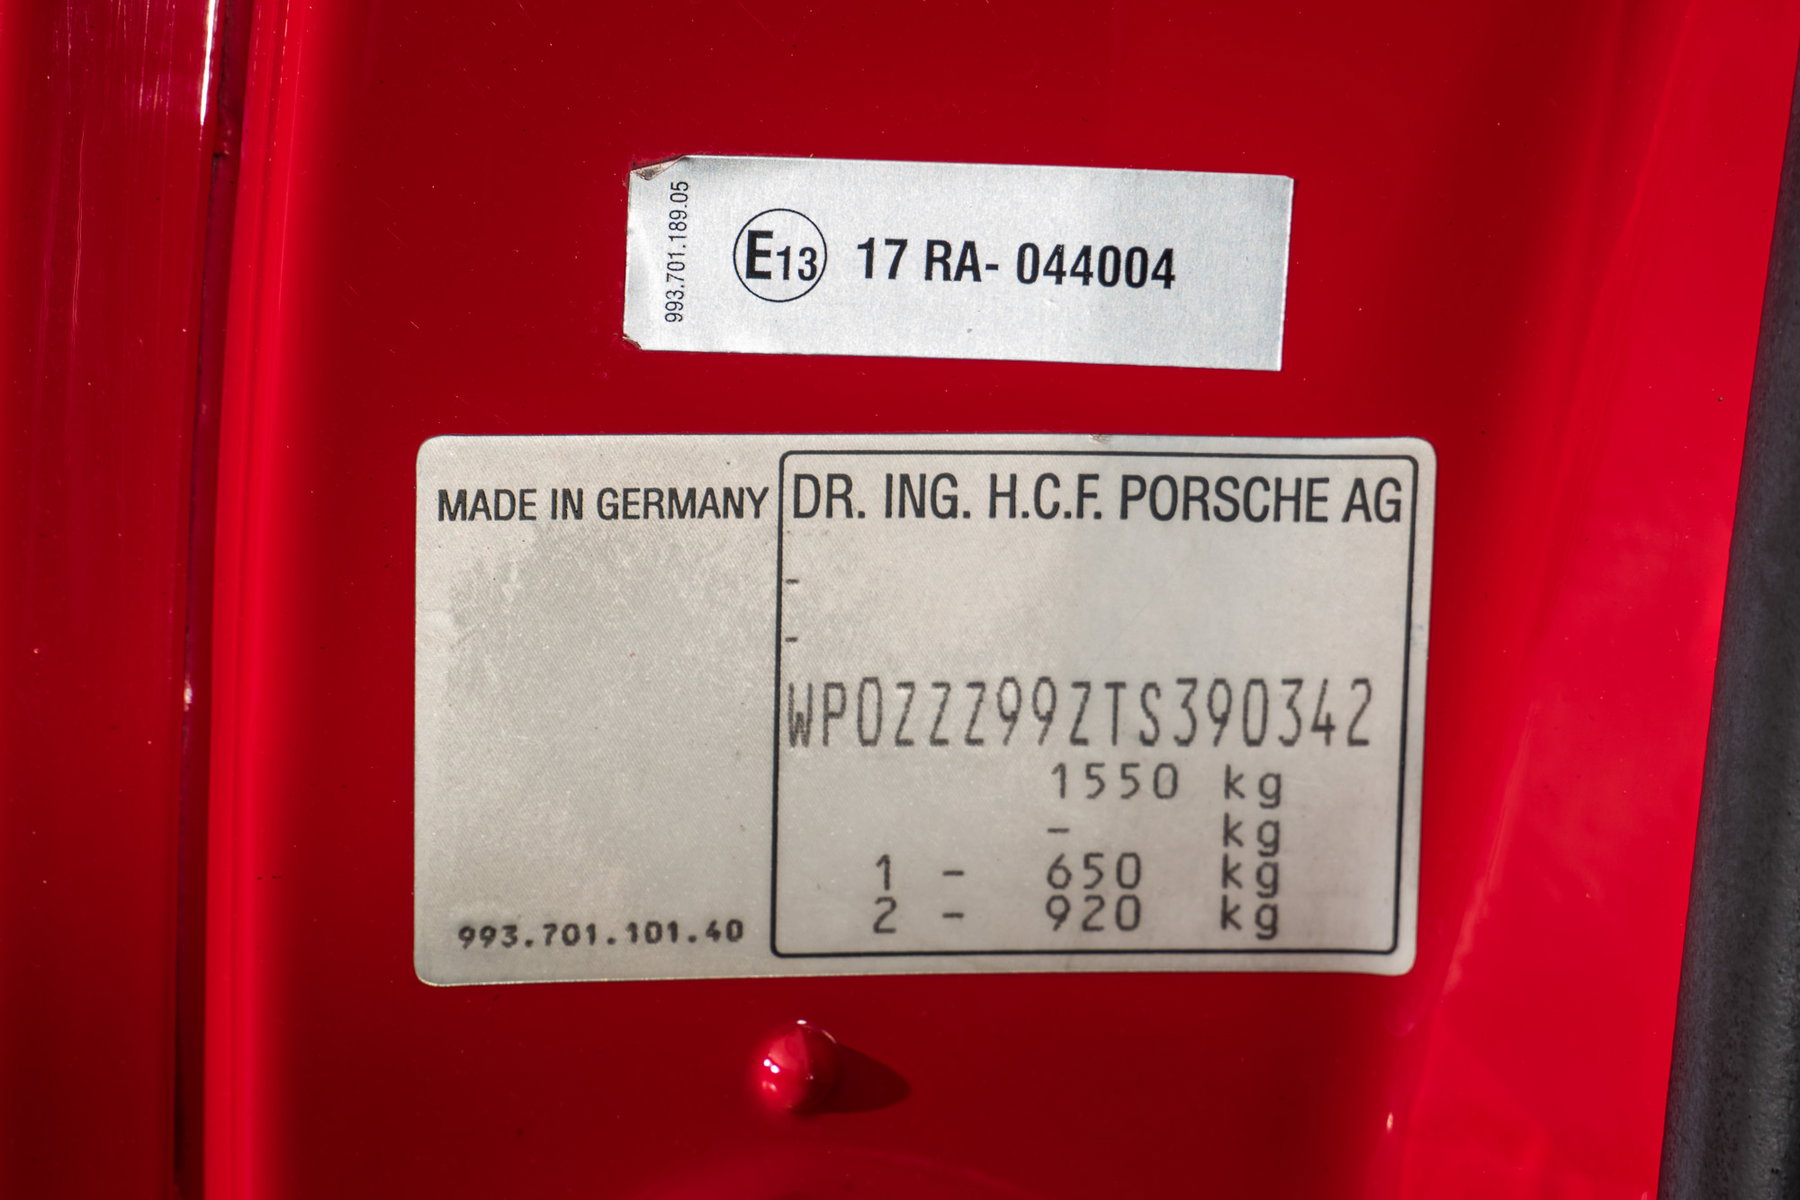 993.701.189.05
E13 17 RA- 044004
MADE IN GERMANY
DR. ING. H.C.F. PORSCHE AG
-
-
WP0ZZZ99ZTS390342
1550 kg
- kg
1 - 650 kg
2 - 920 kg
993.701.101.40